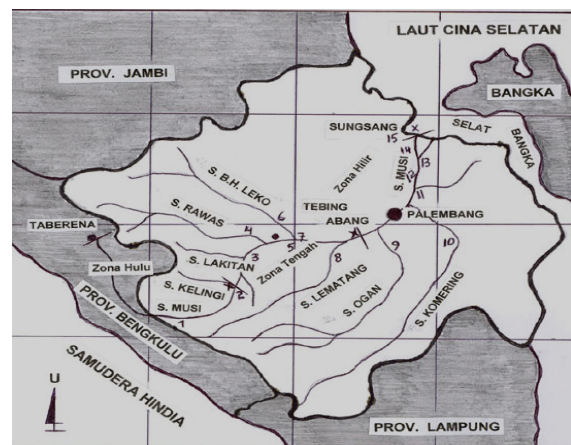 LAUT CINA SELATAN
PROV. JAMBI
BANGKA
SUNGSANG
X
15
SELAT
BANGKA
14
13
S. MUSI
12
11
Zona Hilir
S. B.H. LEKO
6
TEBING
ABANG
X
PALEMBANG
S. RAWAS
4
5
7
TABERENA
Zona Hulu
S. LAKITAN
3
Zona Tengah
8
9
10
S. KELINGI
X
2
S. LEMATANG
S. OGAN
S. KOMERING
S. MUSI
1
PROV. BENGKULU
SAMUDERA HINDIA
U
PROV. LAMPUNG